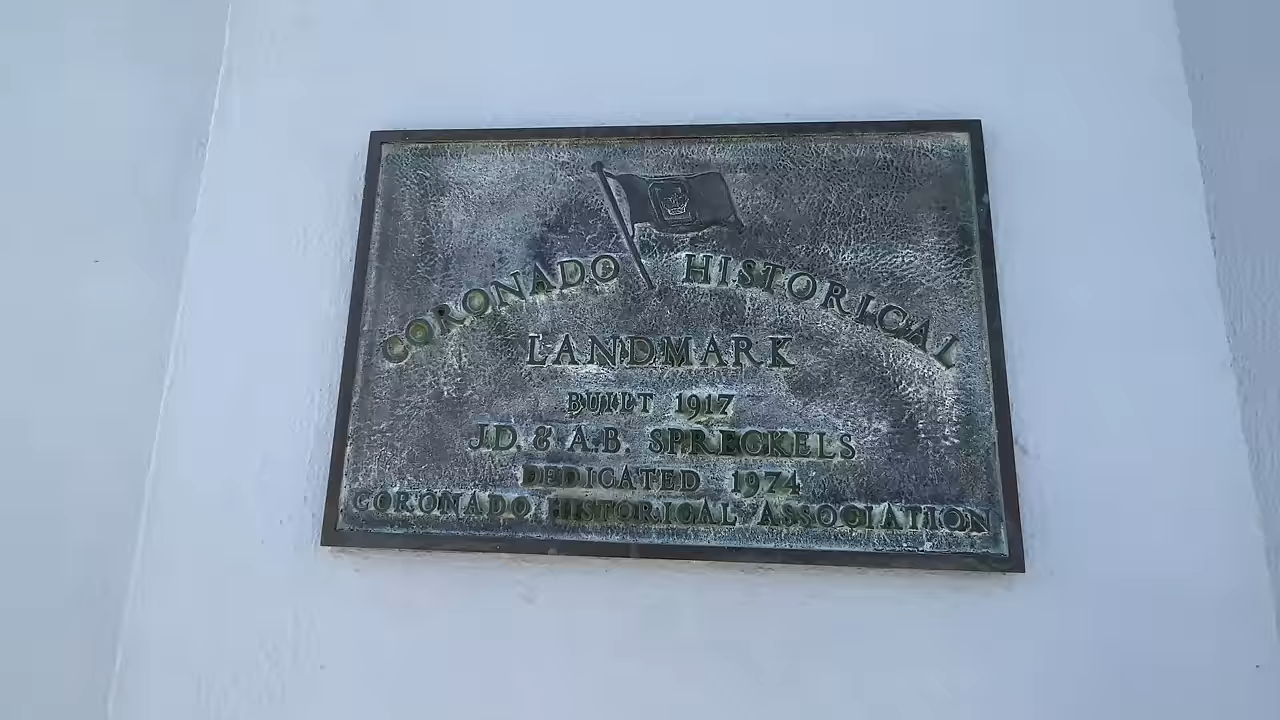 CORONADO HISTORICAL
LANDMARK
BUILT 1917
J.D. & A.B. SPRECKELS
DEDICATED 1974
CORONADO HISTORICAL ASSOCIATION